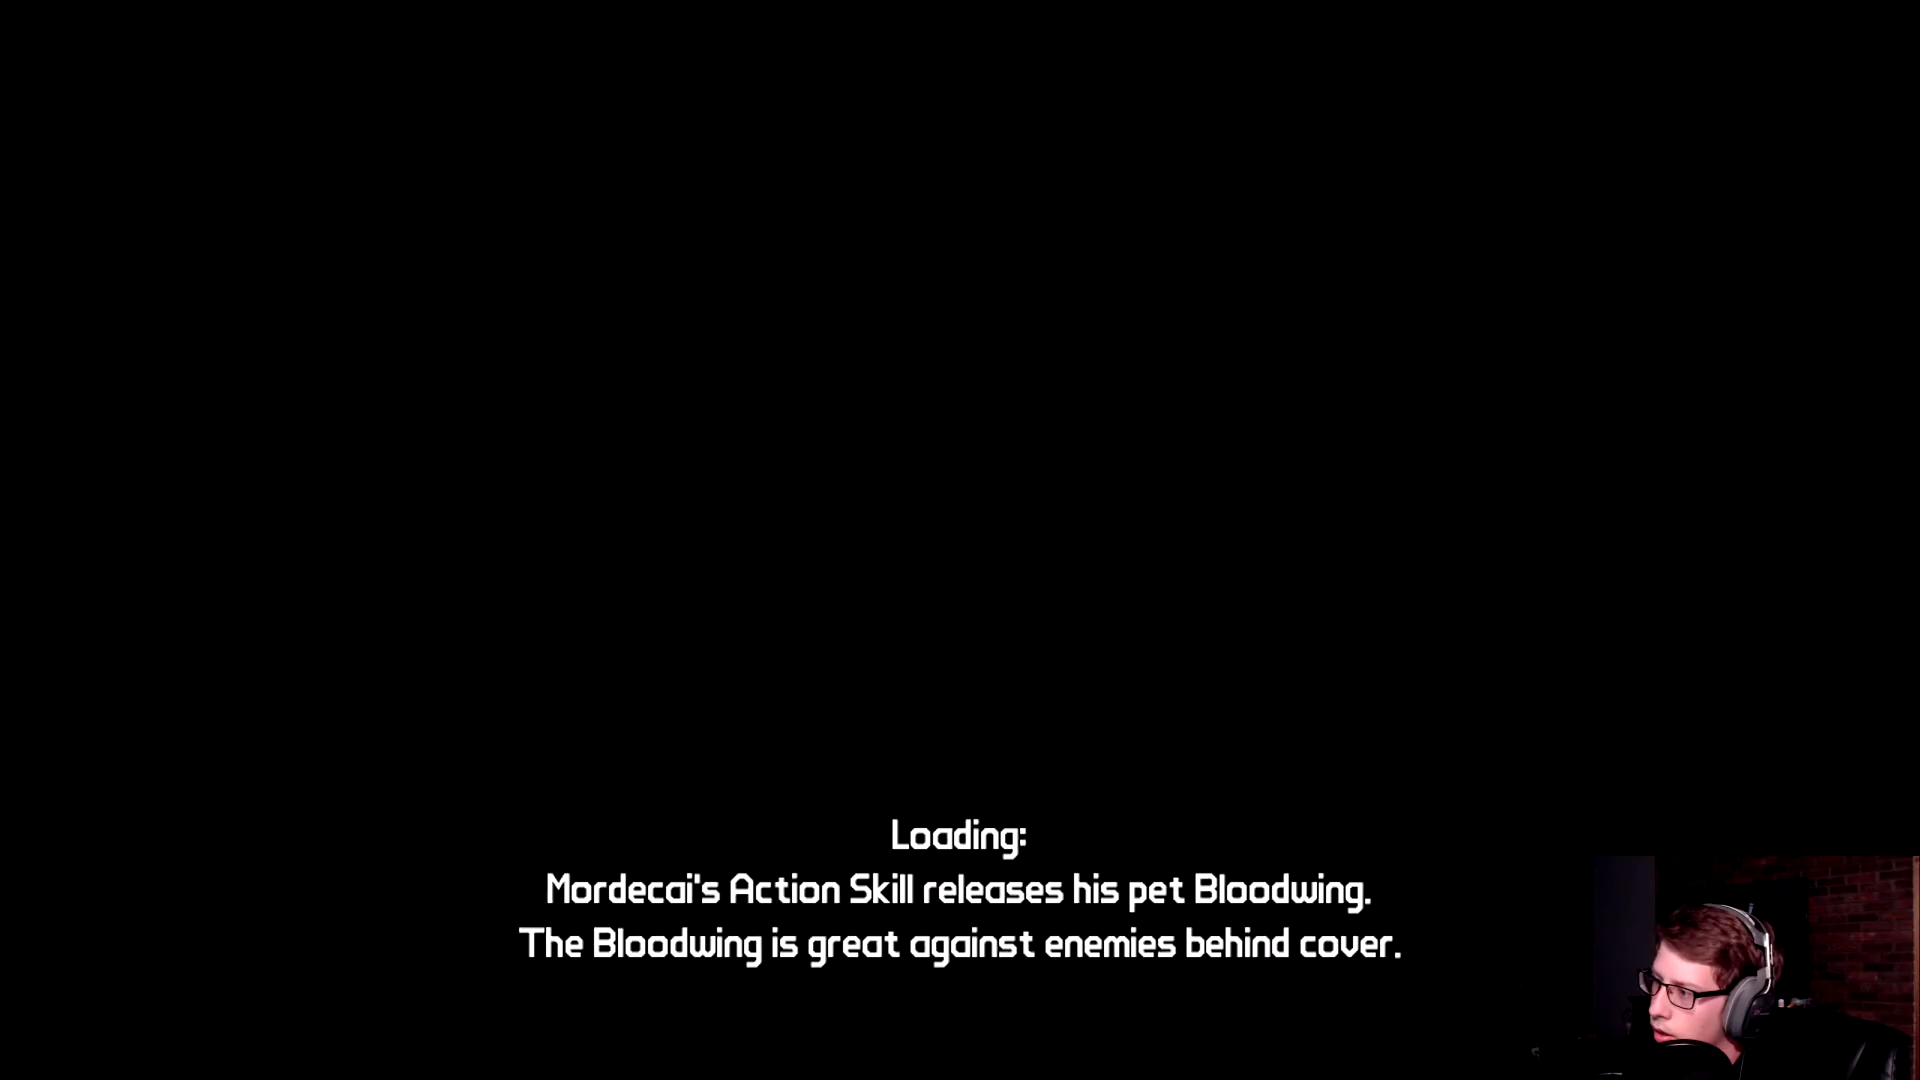 Loading:
Mordecai's Action Skill releases his pet Bloodwing.
The Bloodwing is great against enemies behind cover.